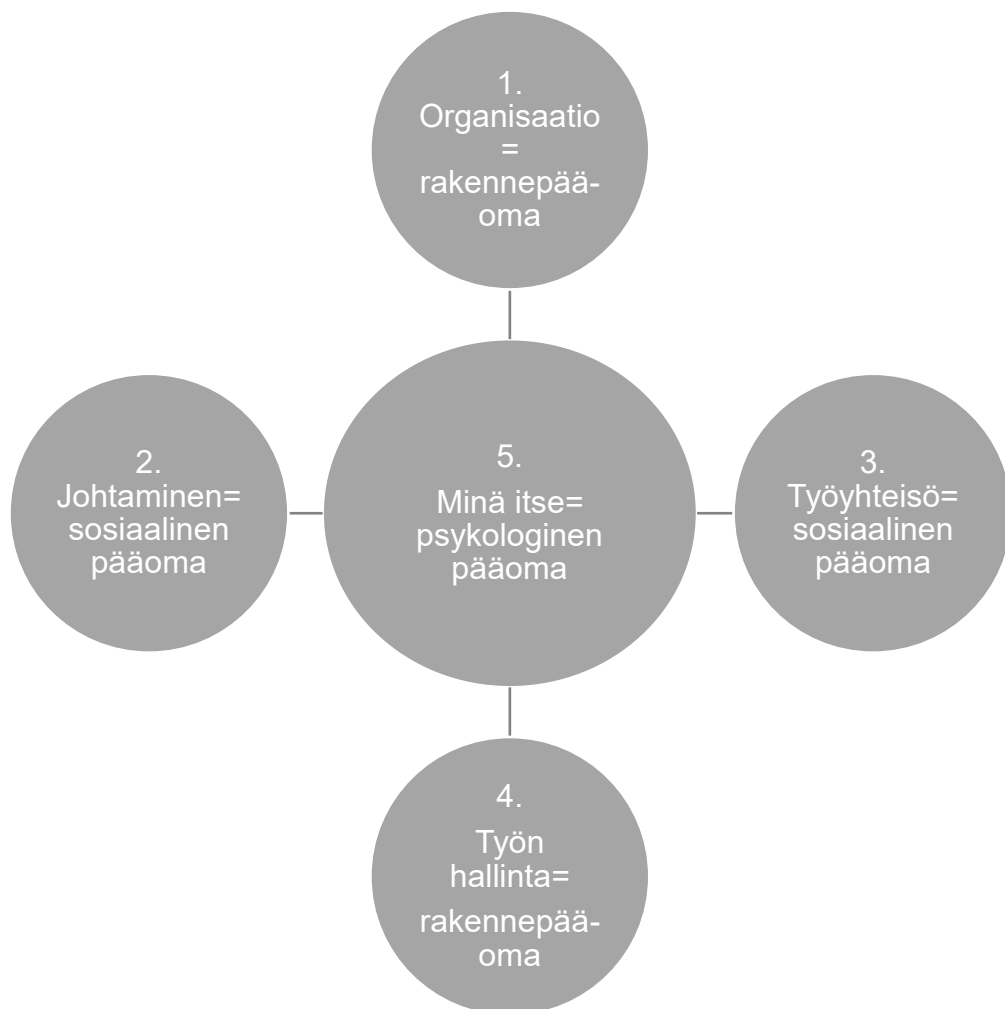 1.
Organisaatio
=
rakennepää-
oma
2.
Johtaminen=
sosiaalinen
pääoma
5.
Minä itse=
psykologinen
pääoma
3.
Työyhteisö=
sosiaalinen
pääoma
4.
Työn
hallinta=
rakennepää-
oma